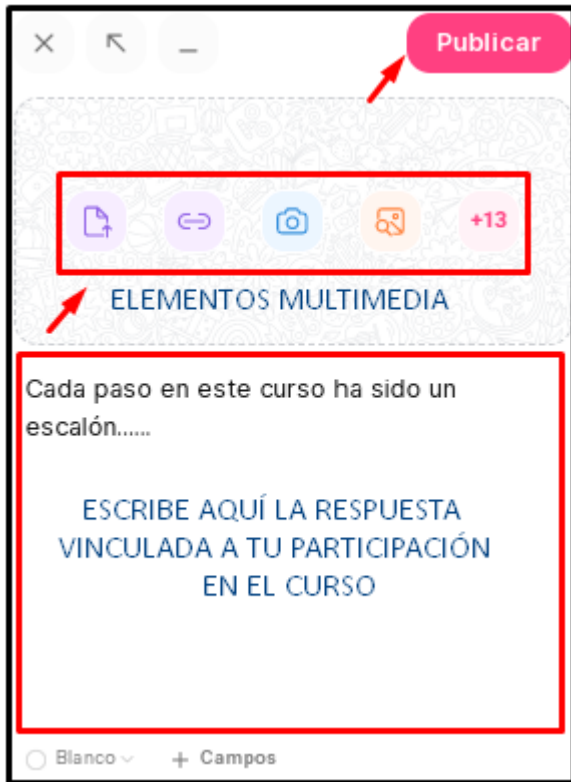 Publicar
+13
ELEMENTOS MULTIMEDIA
Cada paso en este curso ha sido un
escalón......
ESCRIBE AQUÍ LA RESPUESTA
VINCULADA A TU PARTICIPACIÓN
EN EL CURSO
Blanco + Campos